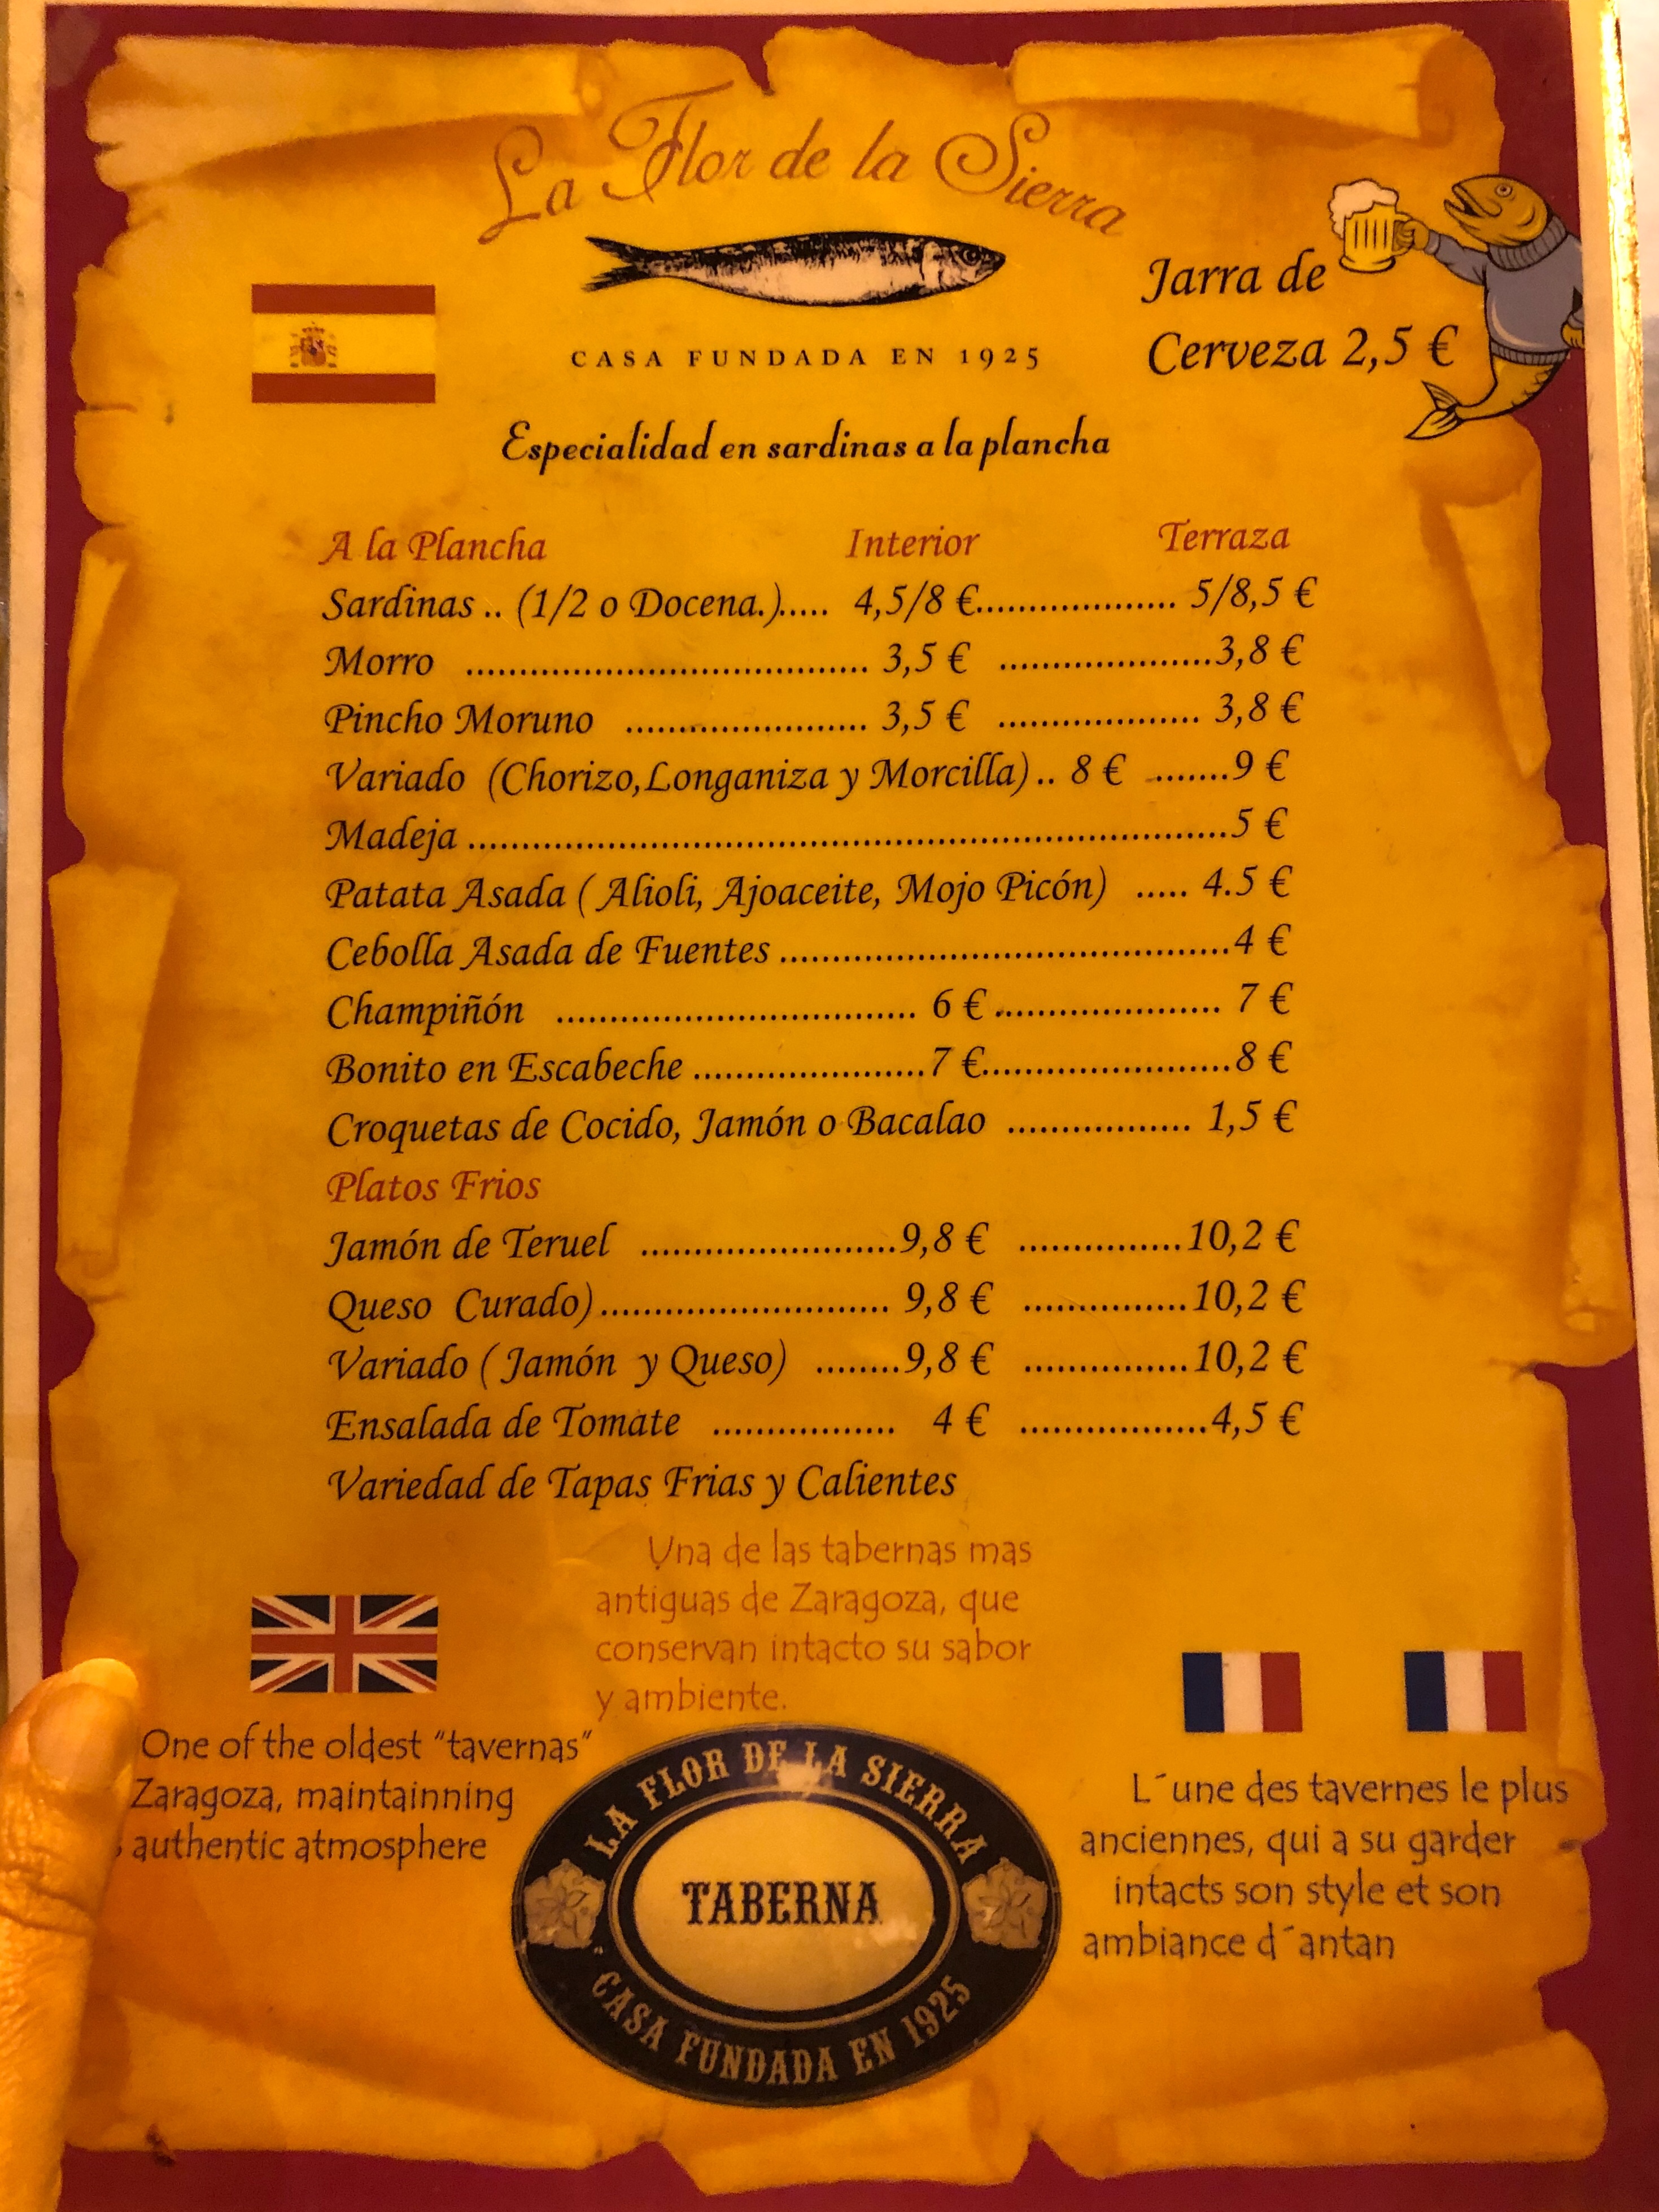 La Flor de la Sierra
CASA FUNDADA EN 1925
Jarra de
Cerveza 2,5 €
Especialidad en sardinas a la plancha
A la Plancha Interior Terraza
Sardinas .. (1/2 o Docena.)..... 4,5/8 €................... 5/8,5 €
Morro ...................................... 3,5 € ....................3,8 €
Pincho Moruno ....................... 3,5 € ................... 3,8 €
Variado (Chorizo,Longaniza y Morcilla) .. 8 € .......9 €
Madeja ........................................................................5 €
Patata Asada ( Alioli, Ajoaceite, Mojo Picón) ..... 4.5 €
Cebolla Asada de Fuentes ...........................................4 €
Champiñón .................................. 6 € ...................... 7 €
Bonito en Escabeche ......................7 €........................8 €
Croquetas de Cocido, Jamón o Bacalao ................. 1,5 €
Platos Frios
Jamón de Teruel ........................9,8 € ...............10,2 €
Queso Curado)........................... 9,8 € ...............10,2 €
Variado ( Jamón y Queso) ........9,8 € ...............10,2 €
Ensalada de Tomate ................. 4 € ..................4,5 €
Variedad de Tapas Frias y Calientes
Una de las tabernas mas
antiguas de Zaragoza, que
conservan intacto su sabor
y ambiente.
One of the oldest "tavernas"
Zaragoza, maintainning
authentic atmosphere
LA FLOR DE LA SIERRA
TABERNA
CASA FUNDADA EN 1925
L´une des tavernes le plus
anciennes, qui a su garder
intacts son style et son
ambiance d´antan